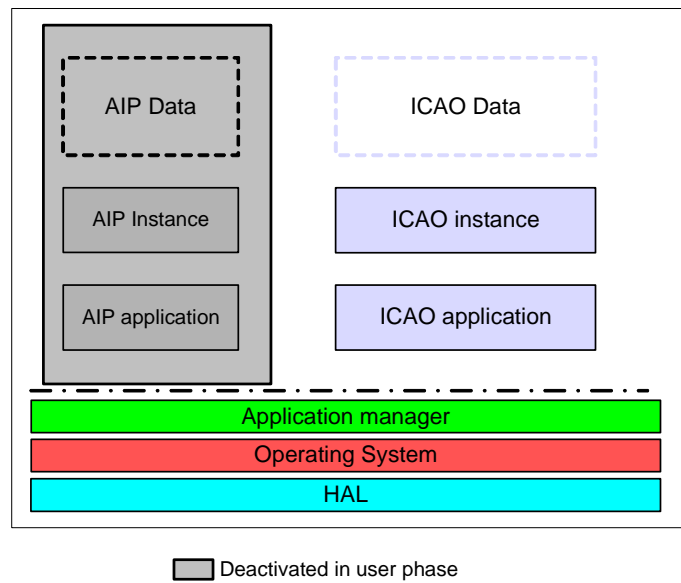 AIP Data
ICAO Data
AIP Instance
ICAO instance
AIP application
ICAO application
Application manager
Operating System
HAL
Deactivated in user phase